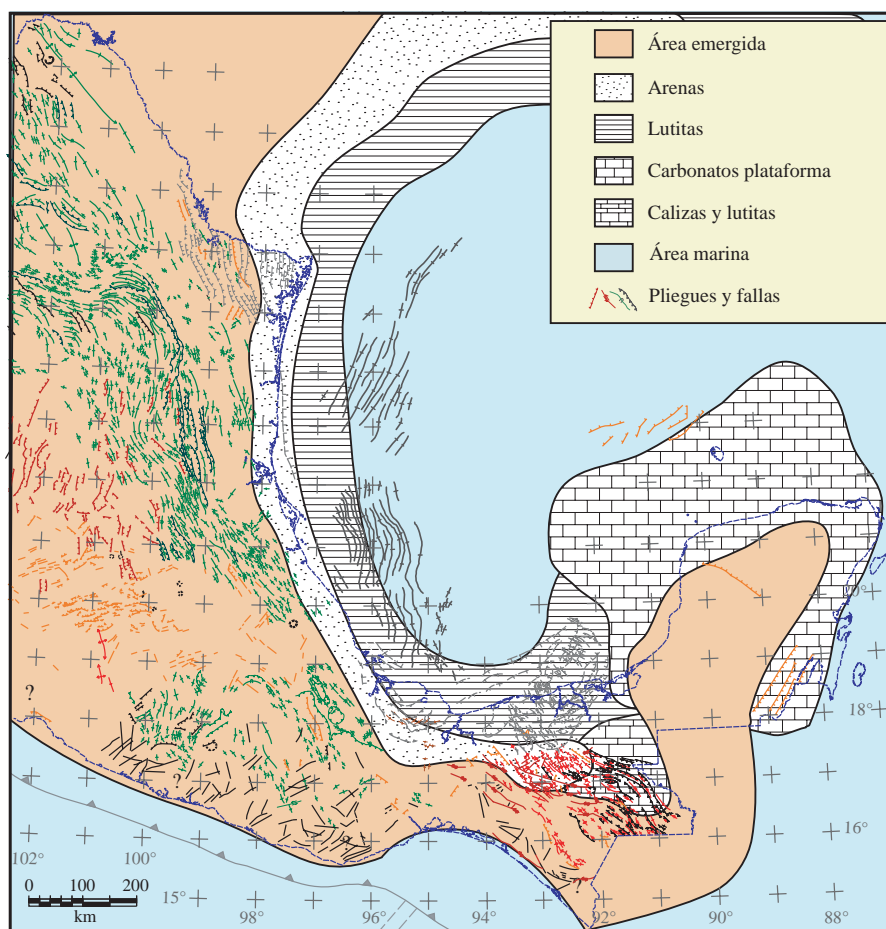 Área emergida
Arenas
Lutitas
Carbonatos plataforma
Calizas y lutitas
Área marina
Pliegues y fallas
20°
?
18°
?
?
16°
102°
100°
?
0 100 200
km
15°
98°
96°
94°
92°
90°
88°